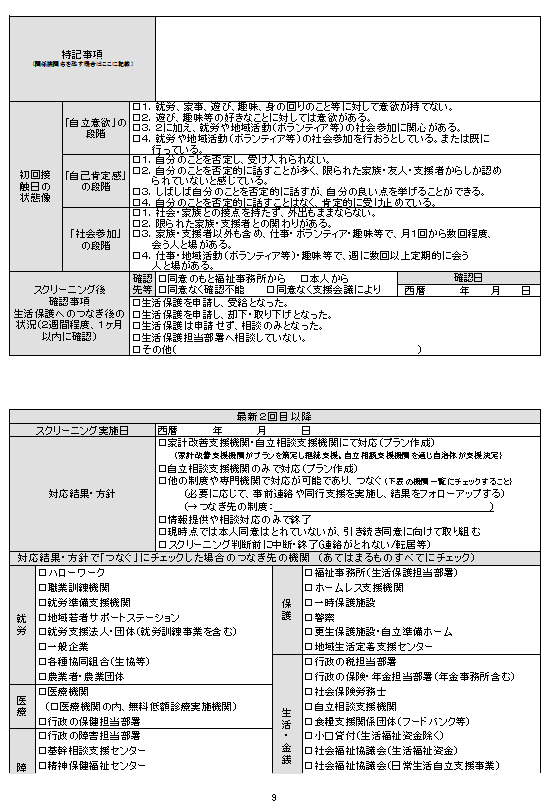 特記事項
(関係機関名を記す場合はここに記載)
初回接触日の状態像
「自立意欲」の段階
□1. 就労、家事、遊び、趣味、身の回りのこと等に対して意欲が持てない。
□2. 遊び、趣味等の好きなことに対しては意欲がある。
□3. 2に加え、就労や地域活動(ボランティア等)の社会参加に関心がある。
□4. 就労や地域活動(ボランティア等)の社会参加を行おうとしている。または既に
行っている。
「自己肯定感」の段階
□1. 自分のことを否定し、受け入れられない。
□2. 自分のことを否定的に話すことが多く、限られた家族・友人・支援者からしか認め
られていないと感じている。
□3. しばしば自分のことを否定的に話すが、自分の良い点を挙げることができる。
□4. 自分のことを否定的に話すことはなく、肯定的に受け止めている。
「社会参加」の段階
□1. 社会・家族との接点を持たず、外出もままならない。
□2. 限られた家族・支援者との関わりがある。
□3. 家族・支援者以外も含め、仕事・ボランティア・趣味等で、月1回から数回程度、
会う人と場がある。
□4. 仕事・地域活動(ボランティア等)・趣味等で、週に数回以上定期的に会う
人と場がある。
スクリーニング後
確認事項
生活保護へのつなぎ後の
状況(2週間程度、1ヶ月
以内に確認)
確認先等
□同意のもと福祉事務所から □本人から
□同意なく確認不能 □同意なく支援会議により
確認日
西暦 年 月 日
□生活保護を申請し、受給となった。
□生活保護を申請し、却下・取り下げとなった。
□生活保護は申請せず、相談のみとなった。
□生活保護担当部署へ相談していない。
□その他( )
最新2回目以降
スクリーニング実施日
西暦 年 月 日
対応結果・方針
□家計改善支援機関・自立相談支援機関にて対応(プラン作成)
(家計改善支援機関がプランを策定し継続支援。自立相談支援機関を通じ自治体が支援決定)
□自立相談支援機関のみで対応(プラン作成)
□他の制度や専門機関で対応が可能であり、つなぐ(下表の機関一覧にチェックすること)
(必要に応じて、事前連絡や同行支援を実施し、結果をフォローアップする)
(→つなぎ先の制度: )
□情報提供や相談対応のみで終了
□現時点では本人同意はとれていないが、引き続き同意に向けて取り組む
□スクリーニング判断前に中断・終了(連絡がとれない/転居等)
対応結果・方針で「つなぐ」にチェックした場合のつなぎ先の機関 (あてはまるものすべてにチェック)
就労
□ハローワーク
□職業訓練機関
□就労準備支援機関
□地域若者サポートステーション
□就労支援法人・団体(就労訓練事業を含む)
□一般企業
□各種協同組合(生協等)
□農業者・農業団体
医療
□医療機関
(□医療機関の内、無料低額診療実施機関)
□行政の保健担当部署
障
□行政の障害担当部署
□基幹相談支援センター
□精神保健福祉センター
保護
□福祉事務所(生活保護担当部署)
□ホームレス支援機関
□一時保護施設
□警察
□更生保護施設・自立準備ホーム
□地域生活定着支援センター
生活・金銭
□行政の税担当部署
□行政の保険・年金担当部署(年金事務所含む)
□社会保険労務士
□自立相談支援機関
□食糧支援関係団体(フードバンク等)
□小口貸付(生活福祉資金除く)
□社会福祉協議会(生活福祉資金)
□社会福祉協議会(日常生活自立支援事業)
9